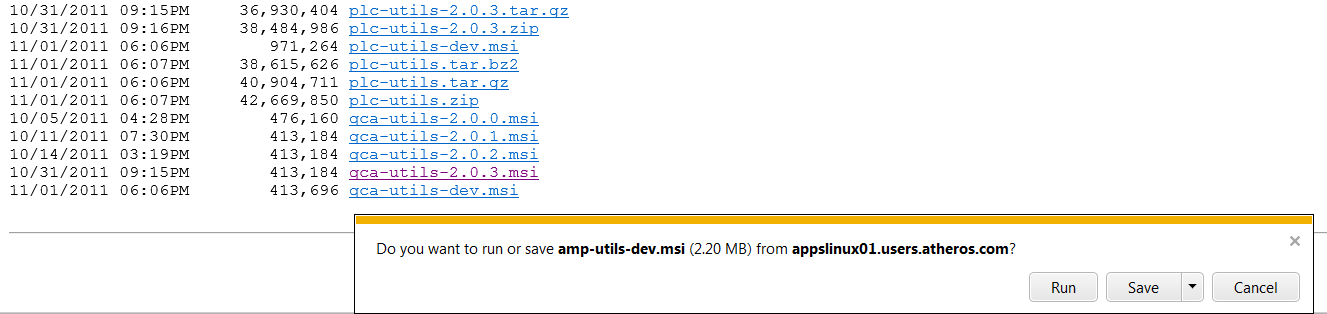 10/31/2011 09:15PM 36,930,404 plc-utils-2.0.3.tar.gz
10/31/2011 09:16PM 38,484,986 plc-utils-2.0.3.zip
11/01/2011 06:06PM 971,264 plc-utils-dev.msi
11/01/2011 06:07PM 38,615,626 plc-utils.tar.bz2
11/01/2011 06:06PM 40,904,711 plc-utils.tar.gz
11/01/2011 06:07PM 42,669,850 plc-utils.zip
10/05/2011 04:28PM 476,160 qca-utils-2.0.0.msi
10/11/2011 07:30PM 413,184 qca-utils-2.0.1.msi
10/14/2011 03:19PM 413,184 qca-utils-2.0.2.msi
10/31/2011 09:15PM 413,184 qca-utils-2.0.3.msi
11/01/2011 06:06PM 413,696 qca-utils-dev.msi
Do you want to run or save amp-utils-dev.msi (2.20 MB) from appslinux01.users.atheros.com?
Run Save Cancel